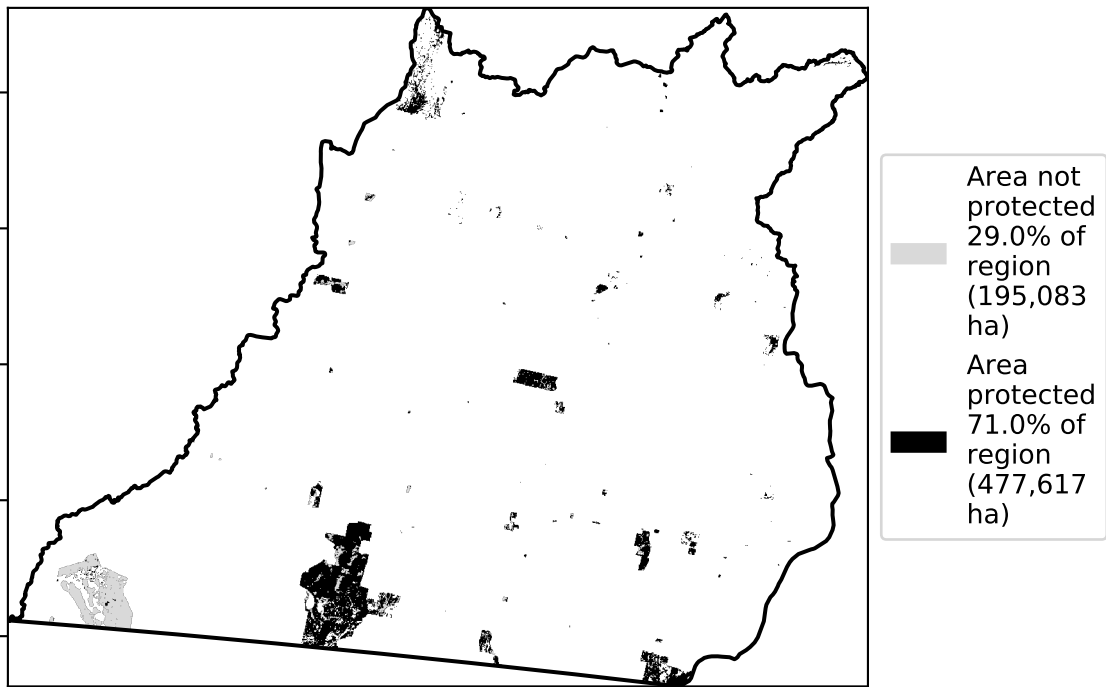 Area not
protected
29.0% of
region
(195,083
ha)
Area
protected
71.0% of
region
(477,617
ha)